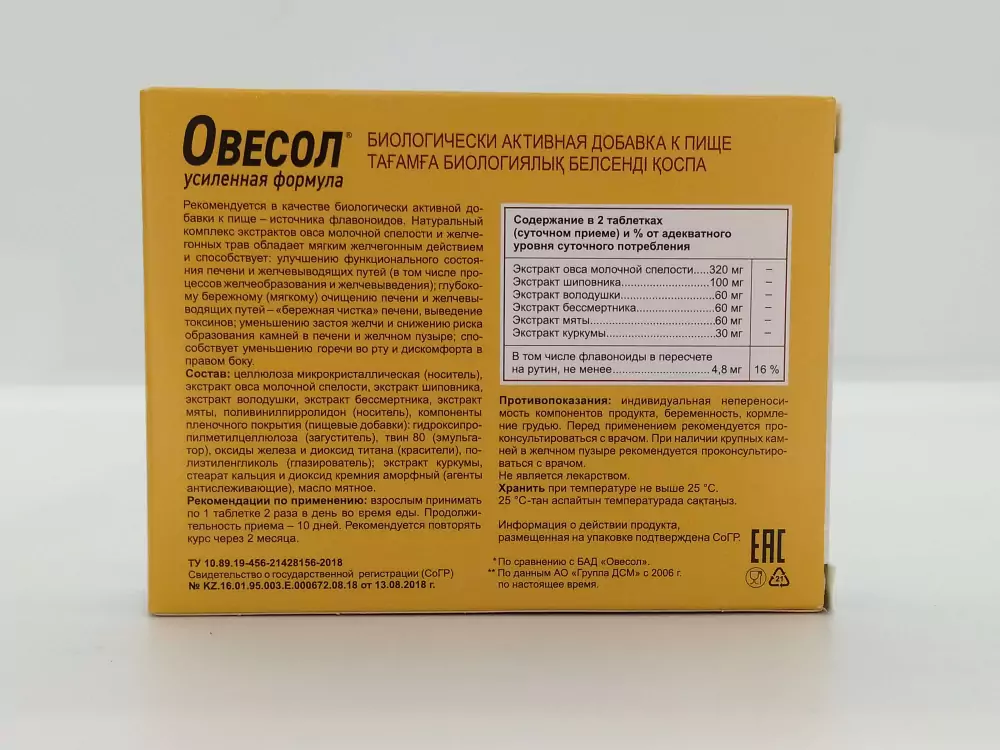 ОВЕСОЛ®
усиленная формула
БИОЛОГИЧЕСКИ АКТИВНАЯ ДОБАВКА К ПИЩЕ
ТАҒАМҒА БИОЛОГИЯЛЫҚ БЕЛСЕНДІ ҚОСПА
Рекомендуется в качестве биологически активной до-
бавки к пище – источника флавоноидов. Натуральный
комплекс экстрактов овса молочной спелости и желче-
гонных трав обладает мягким желчегонным действием
и способствует: улучшению функционального состоя-
ния печени и желчевыводящих путей (в том числе про-
цессов желчеобразования и желчевыведения); глубоко-
му бережному (мягкому) очищению печени и желчевы-
водящих путей – «бережная чистка» печени, выведение
токсинов; уменьшению застоя желчи и снижению риска
образования камней в печени и желчном пузыре; спо-
собствует уменьшению горечи во рту и дискомфорта в
правом боку.
Состав: целлюлоза микрокристаллическая (носитель),
экстракт овса молочной спелости, экстракт шиповника,
экстракт володушки, экстракт бессмертника, экстракт
мяты, поливинилпирролидон (носитель), компоненты
пленочного покрытия (пищевые добавки): гидроксипро-
пилметилцеллюлоза (загуститель), твин 80 (эмульга-
тор), оксиды железа и диоксид титана (красители), по-
лиэтиленгликоль (глазирователь); экстракт куркумы,
стеарат кальция и диоксид кремния аморфный (агенты
антислеживающие), масло мятное.
Рекомендации по применению: взрослым принимать
по 1 таблетке 2 раза в день во время еды. Продолжи-
тельность приема – 10 дней. Рекомендуется повторять
курс через 2 месяца.
ТУ 10.89.19-456-21428156-2018
Свидетельство о государственной регистрации (СоГР)
№ KZ.16.01.95.003.E.000672.08.18 от 13.08.2018 г.
Содержание в 2 таблетках
(суточном приеме) и % от адекватного
уровня суточного потребления
Экстракт овса молочной спелости.....320 мг –
Экстракт шиповника......................100 мг –
Экстракт володушки.......................60 мг –
Экстракт бессмертника....................60 мг –
Экстракт мяты............................60 мг –
Экстракт куркумы.........................30 мг –
В том числе флавоноиды в пересчете
на рутин, не менее.......................4,8 мг 16 %
Противопоказания: индивидуальная непереноси-
мость компонентов продукта, беременность, кормле-
ние грудью. Перед применением рекомендуется про-
консультироваться с врачом. При наличии крупных кам-
ней в желчном пузыре рекомендуется проконсультиро-
ваться с врачом.
Не является лекарством.
Хранить при температуре не выше 25 °С.
25 °С-тан аспайтын температурада сақтаңыз.
Информация о действии продукта,
размещенная на упаковке подтверждена СоГР.
EAC
21
* По сравнению с БАД «Овесол».
** По данным АО «Группа ДСМ» с 2006 г.
по настоящее время.